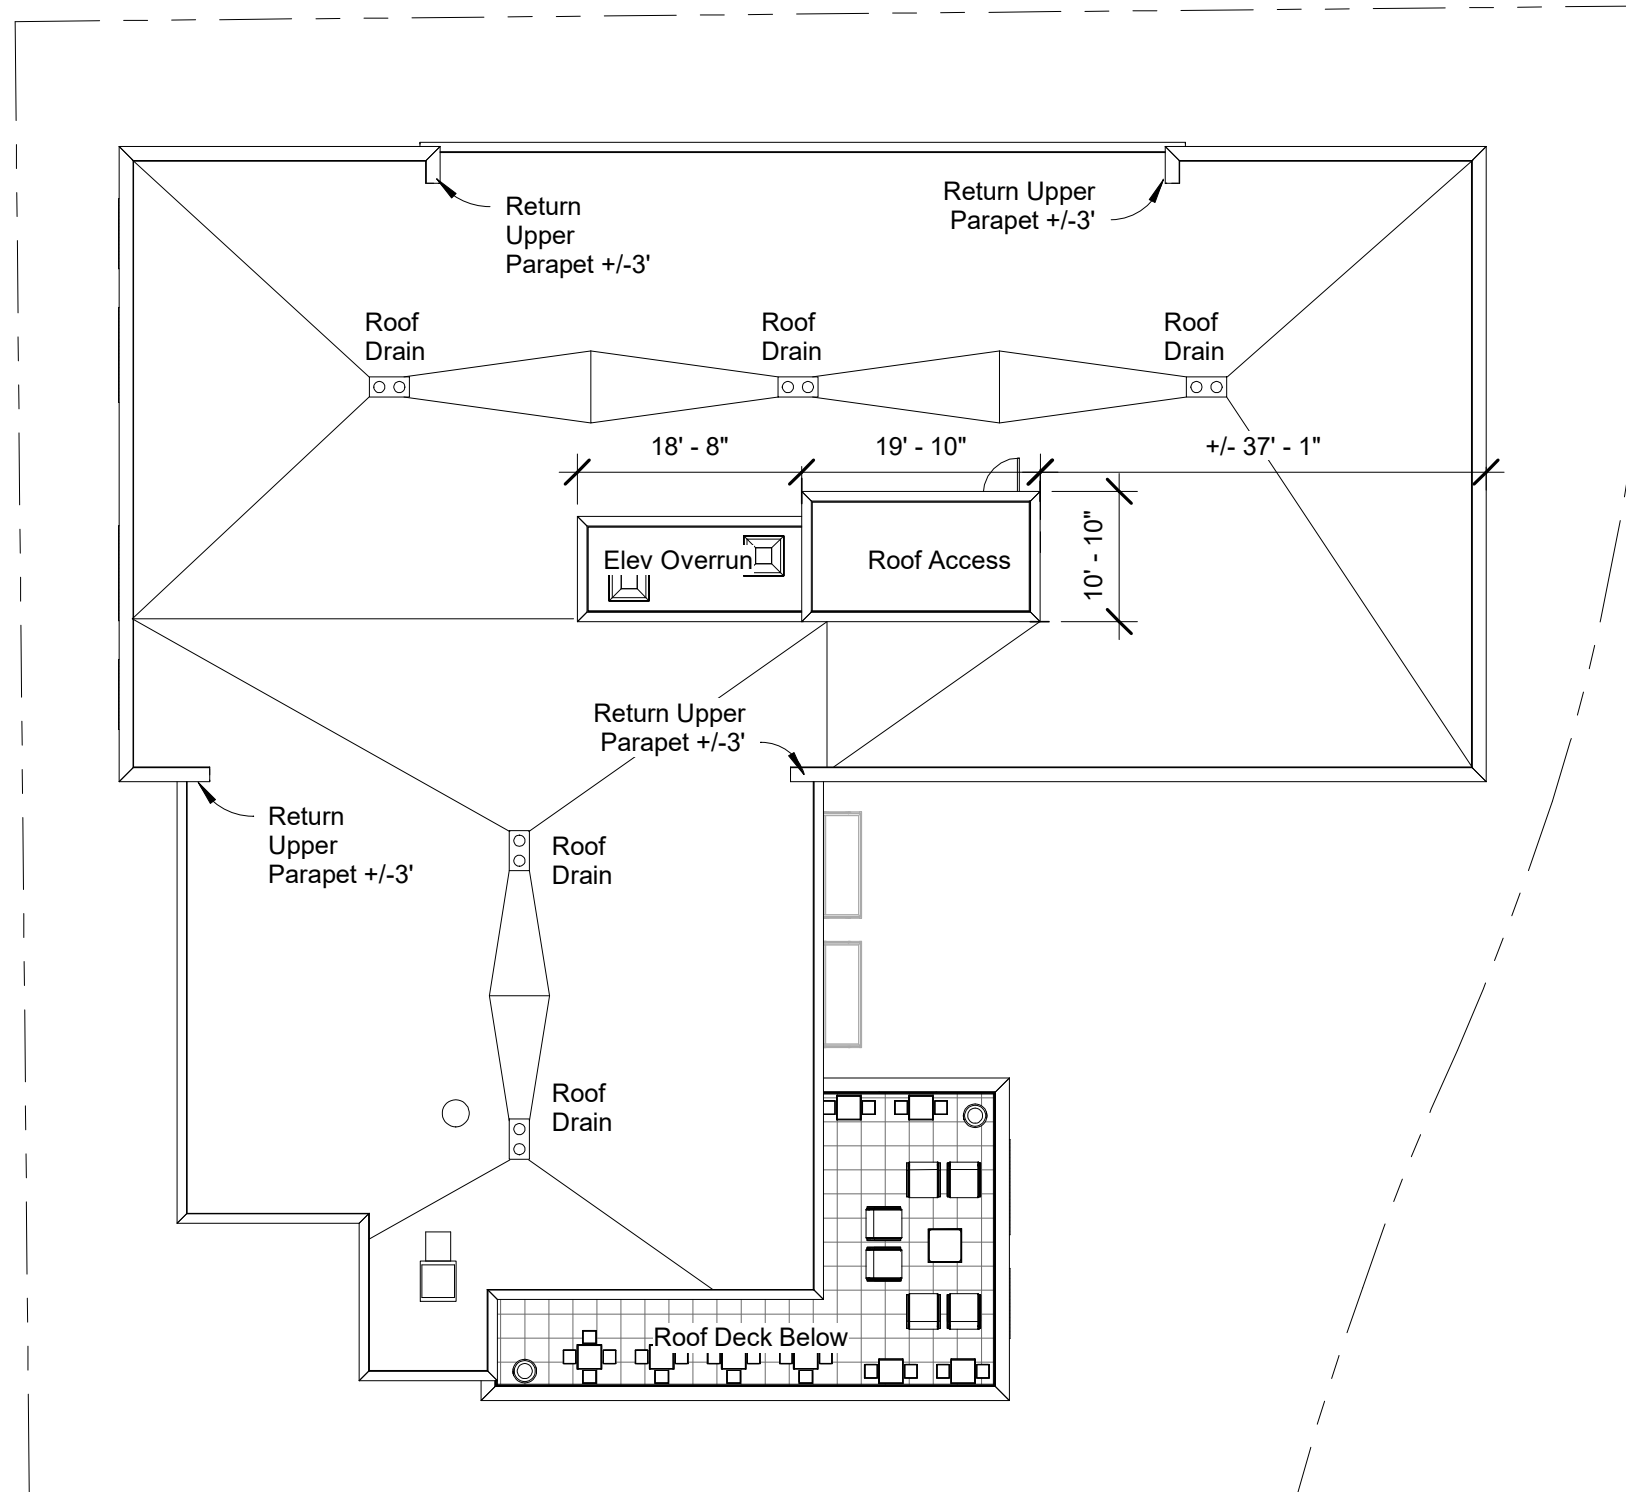 Return
Upper
Parapet +/-3'
Return Upper
Parapet +/-3'
Roof
Drain
Roof
Drain
Roof
Drain
18' - 8"
19' - 10"
+/- 37' - 1"
10' - 10"
Elev Overrun
Roof Access
Return Upper
Parapet +/-3'
Return
Upper
Parapet +/-3'
Roof
Drain
Roof
Drain
Roof Deck Below